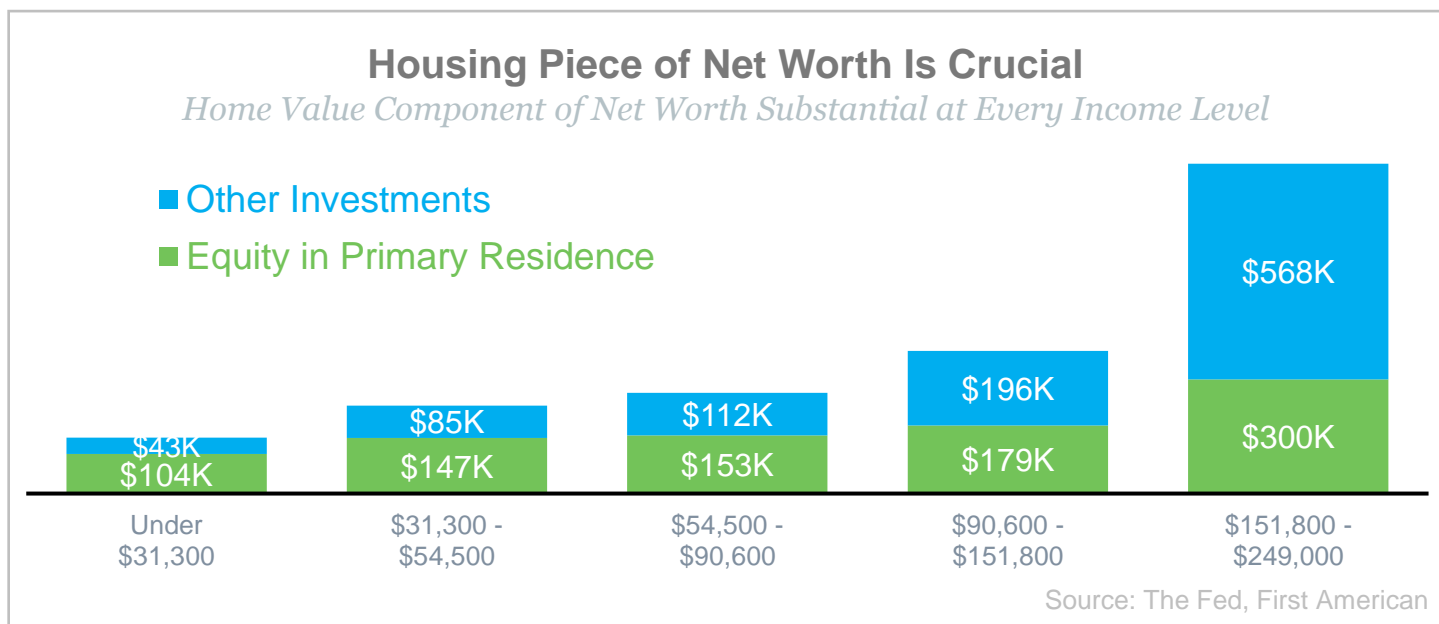 Housing Piece of Net Worth Is Crucial
Home Value Component of Net Worth Substantial at Every Income Level
Other Investments
Equity in Primary Residence
$568K
$300K
$196K
$179K
$112K
$153K
$85K
$147K
$43K
$104K
Under
$31,300
$31,300 -
$54,500
$54,500 -
$90,600
$90,600 -
$151,800
$151,800 -
$249,000
Source: The Fed, First American